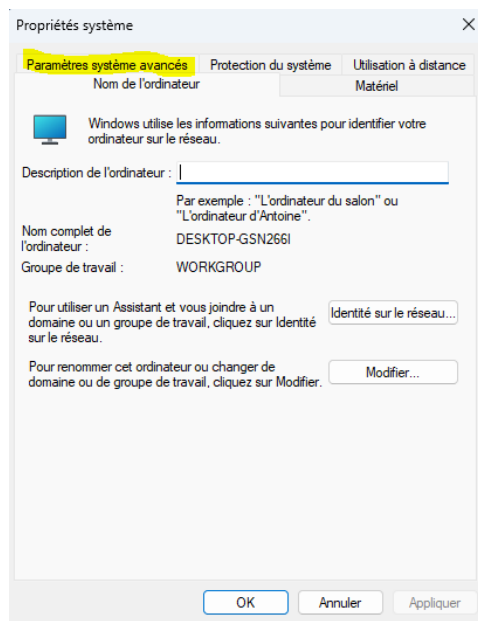 Propriétés système
Paramètres système avancés Protection du système Utilisation à distance
Nom de l'ordinateur Matériel
Windows utilise les informations suivantes pour identifier votre
ordinateur sur le réseau.
Description de l'ordinateur :
Par exemple : "L'ordinateur du salon" ou
"L'ordinateur d'Antoine".
Nom complet de
l'ordinateur :
DESKTOP-GSN266I
Groupe de travail : WORKGROUP
Pour utiliser un Assistant et vous joindre à un
domaine ou un groupe de travail, cliquez sur Identité
sur le réseau.
Identité sur le réseau...
Pour renommer cet ordinateur ou changer de
domaine ou de groupe de travail, cliquez sur Modifier.
Modifier...
OK Annuler Appliquer